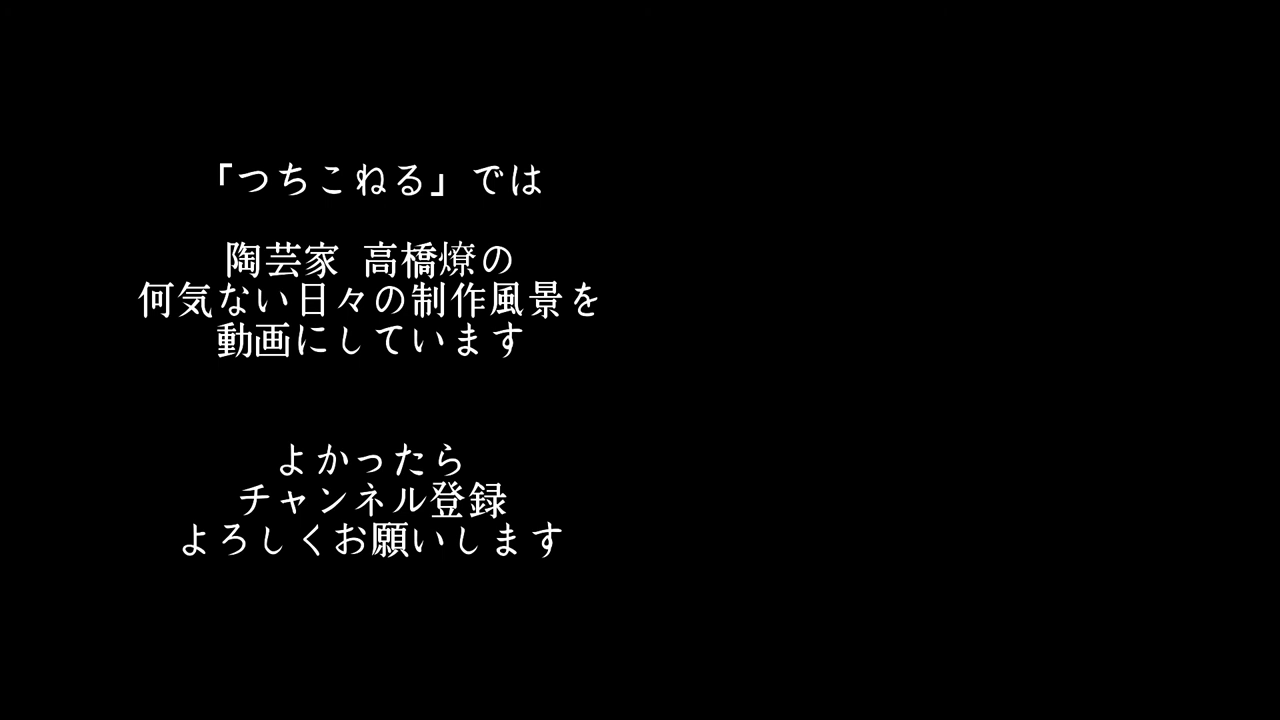 「つちこねる」では
陶芸家 高橋燎の
何気ない日々の制作風景を
動画にしています
よかったら
チャンネル登録
よろしくお願いします